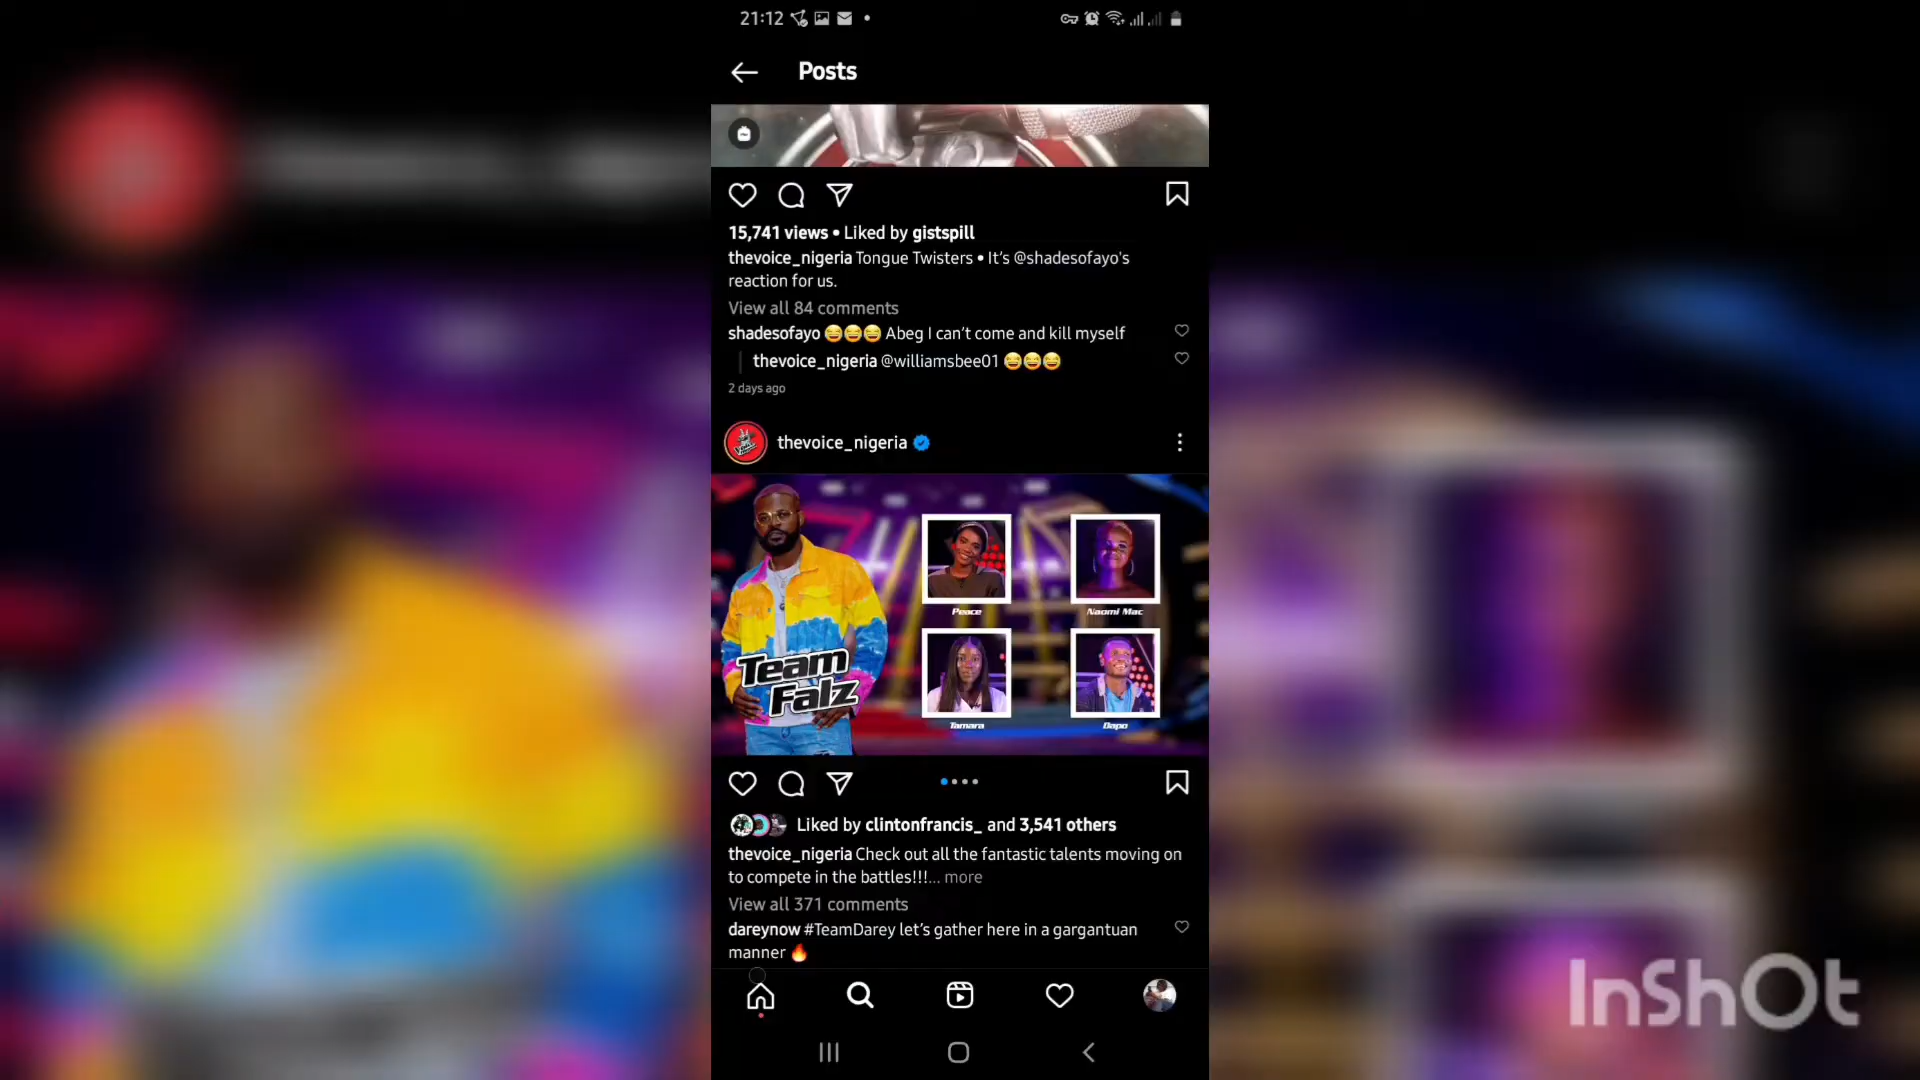 21:12
Posts
15,741 views • Liked by gistspill
thevoice_nigeria Tongue Twisters • It's @shadesofayo's
reaction for us.
View all 84 comments
shadesofayo 😂😂😂 Abeg I can't come and kill myself
thevoice_nigeria @williamsbee01 😂😂😂
2 days ago
thevoice_nigeria
Peace
Naomi Mac
Team
Falz
Tamara
Dapo
Liked by clintonfrancis_ and 3,541 others
thevoice_nigeria Check out all the fantastic talents moving on
to compete in the battles!!!... more
View all 371 comments
dareynow #TeamDarey let's gather here in a gargantuan
manner 🔥
InShOt